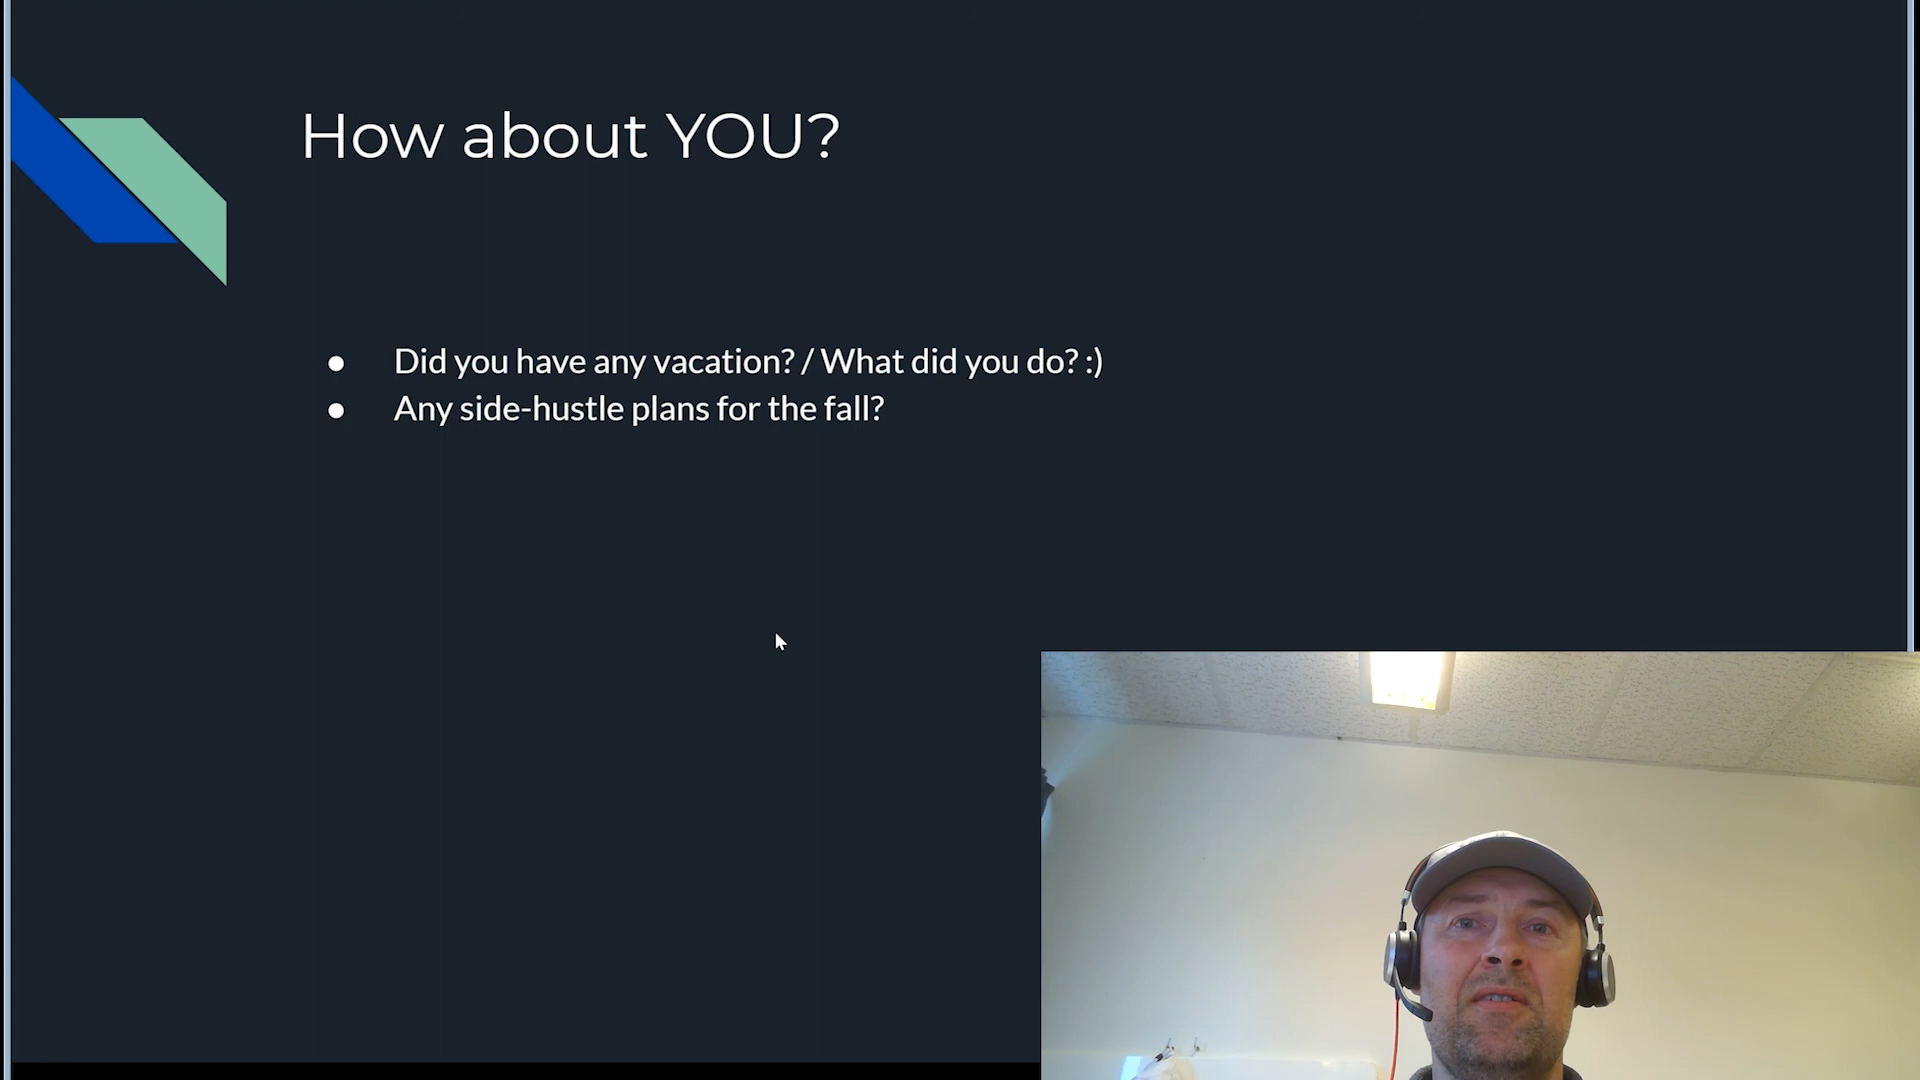 How about YOU?
● Did you have any vacation? / What did you do? :)
● Any side-hustle plans for the fall?